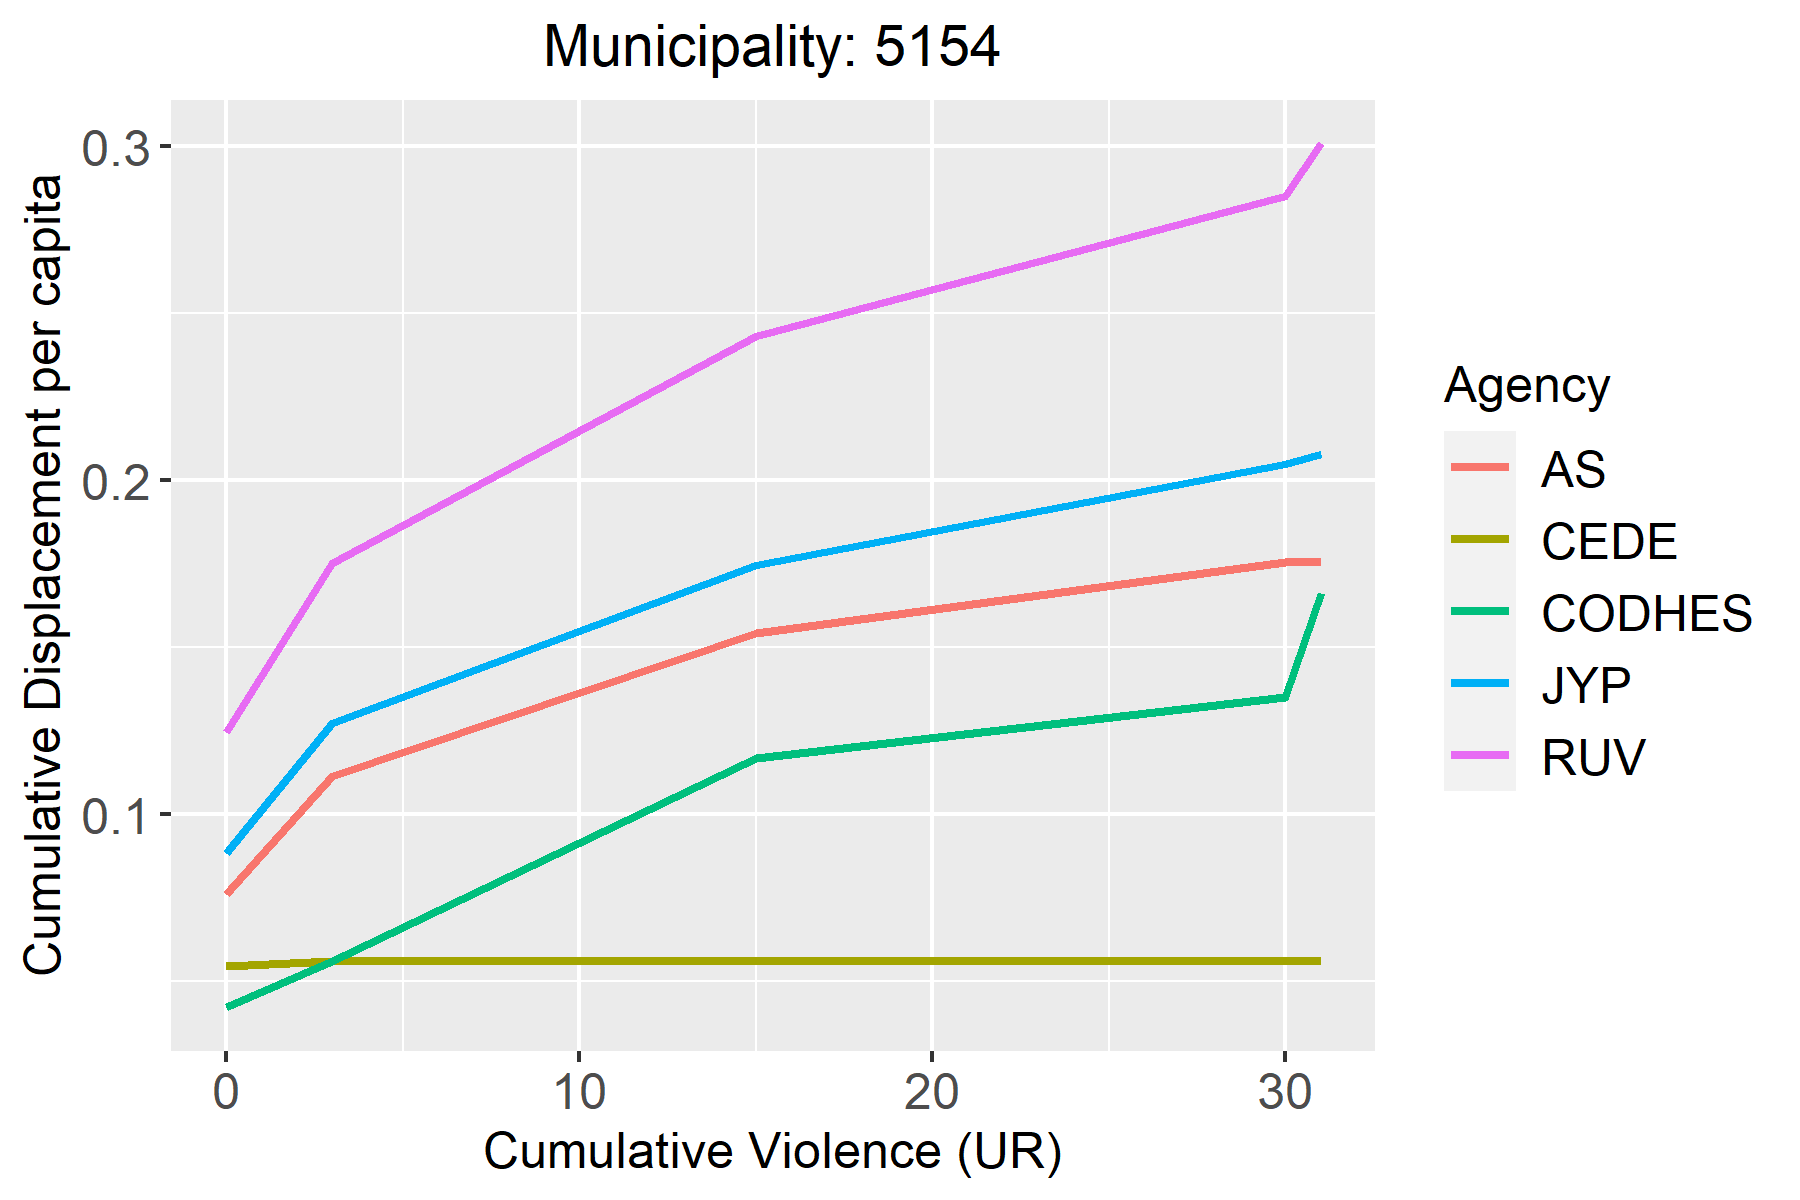 Municipality: 5154
Cumulative Displacement per capita
0.3
0.2
0.1
0 10 20 30
Cumulative Violence (UR)
Agency
AS
CEDE
CODHES
JYP
RUV